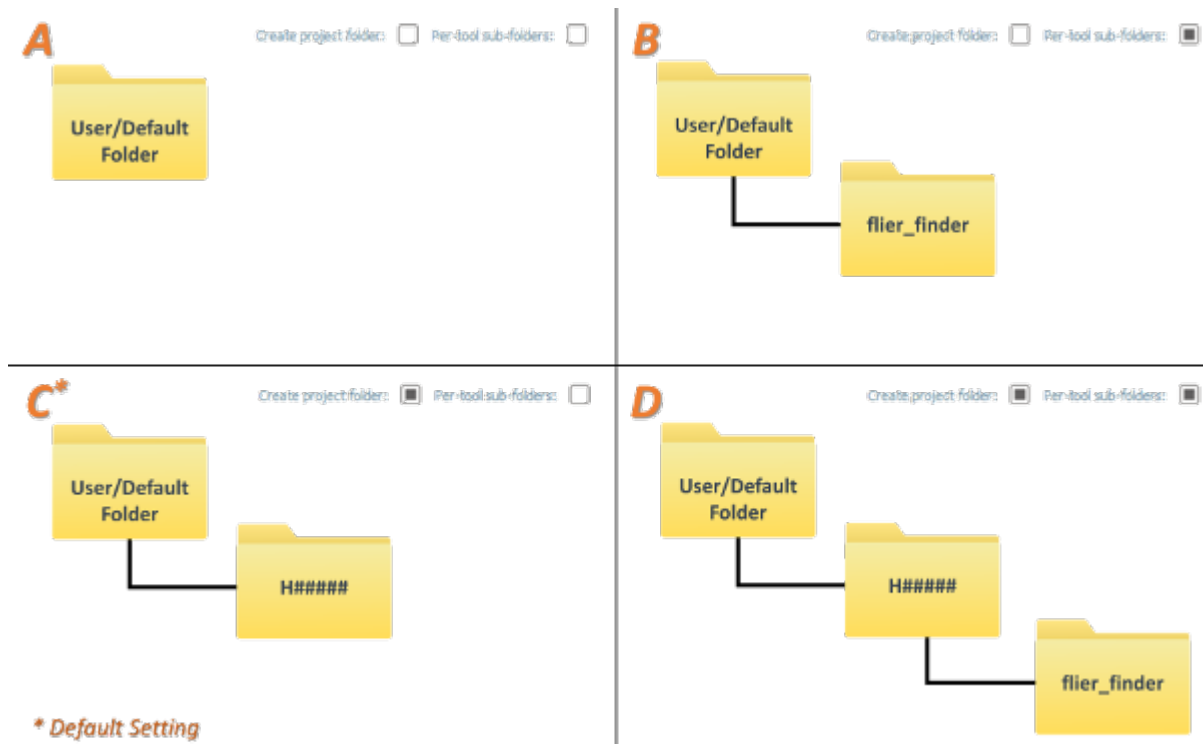 A
Create project folder:
Per-tool sub-folders:
User/Default
Folder
B
Create project folder:
Per-tool sub-folders:
User/Default
Folder
flier_finder
C*
Create project folder:
Per-tool sub-folders:
User/Default
Folder
H#####
* Default Setting
D
Create project folder:
Per-tool sub-folders:
User/Default
Folder
H#####
flier_finder